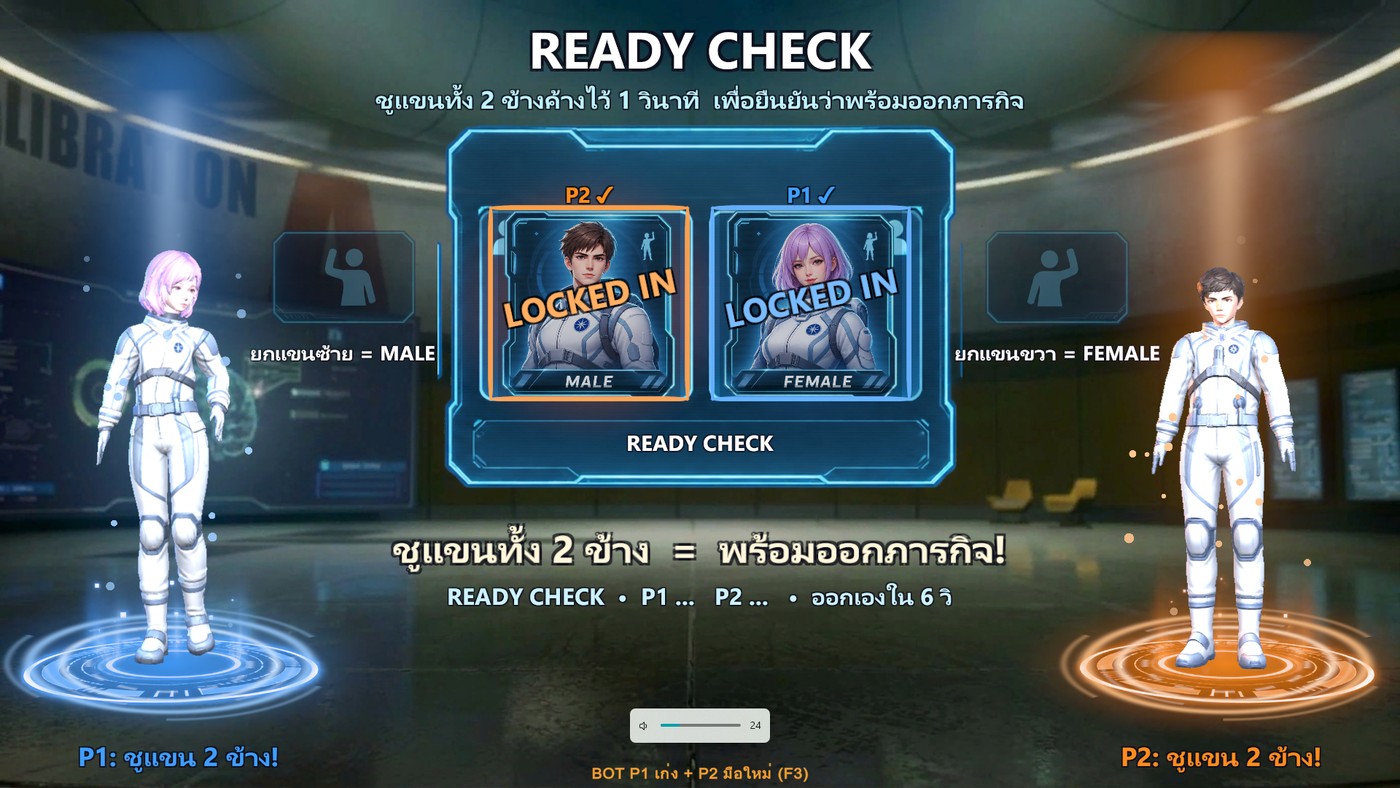 READY CHECK
ชูแขนทั้ง 2 ข้างค้างไว้ 1 วินาที เพื่อยืนยันว่าพร้อมออกภารกิจ
LIBRATION
P2 ✓
P1 ✓
LOCKED IN
LOCKED IN
MALE
FEMALE
ยกแขนซ้าย = MALE
ยกแขนขวา = FEMALE
READY CHECK
ชูแขนทั้ง 2 ข้าง = พร้อมออกภารกิจ!
READY CHECK • P1 ... P2 ... • ออกเองใน 6 วิ
24
P1: ชูแขน 2 ข้าง!
P2: ชูแขน 2 ข้าง!
BOT P1 เก่ง + P2 มือใหม่ (F3)